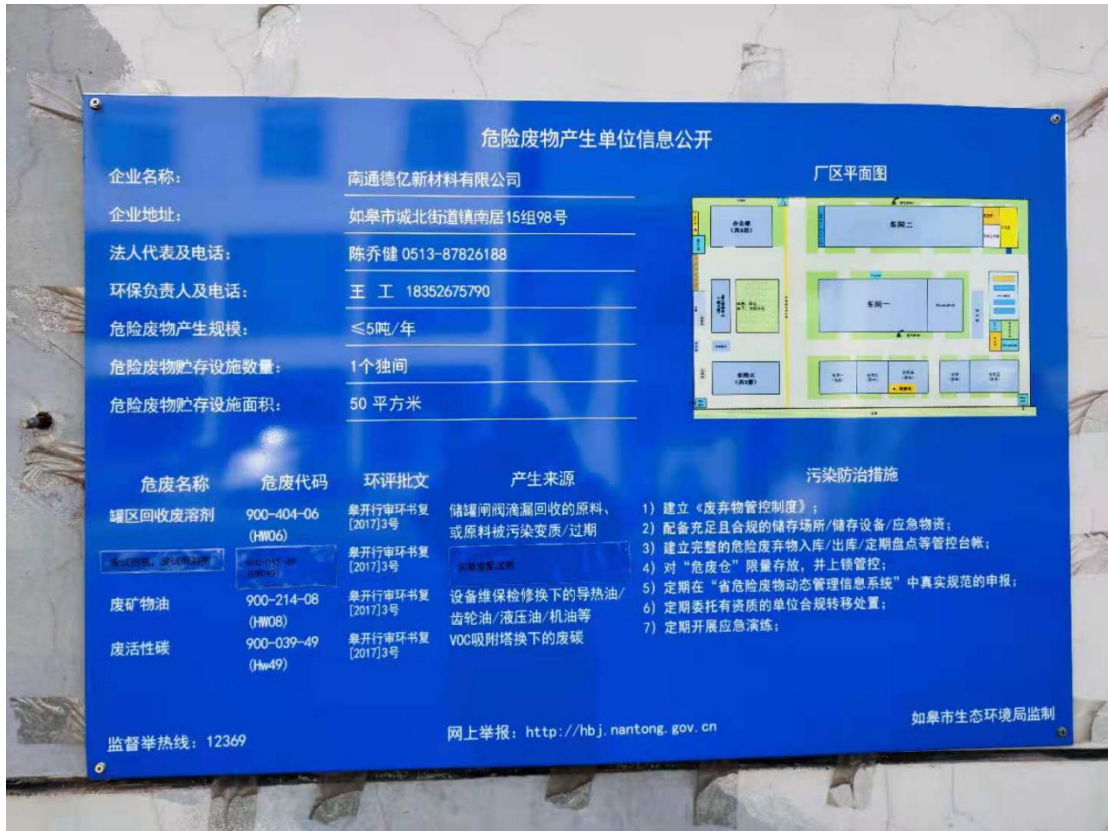 危险废物产生单位信息公开
企业名称: 南通德亿新材料有限公司
企业地址: 如皋市城北街道镇南居15组98号
法人代表及电话: 陈乔健 0513-87826188
环保负责人及电话: 王 工 18352675790
危险废物产生规模: ≤5吨/年
危险废物贮存设施数量: 1个独间
危险废物贮存设施面积: 50 平方米
厂区平面图
办公楼
车间二
车间一
危废名称 危废代码 环评批文 产生来源
罐区回收废溶剂 900-404-06 (HW06) 皋开行审环书复 [2017]3号 储罐闸阀滴漏回收的原料、
或原料被污染变质/过期
皋开行审环书复 [2017]3号
废矿物油 900-214-08 (HW08) 皋开行审环书复 [2017]3号 设备维保检修换下的导热油/
齿轮油/液压油/机油等
废活性碳 900-039-49 (Hw49) 皋开行审环书复 [2017]3号 VOC吸附塔换下的废碳
污染防治措施
1) 建立《废弃物管控制度》;
2) 配备充足且合规的储存场所/储存设备/应急物资;
3) 建立完整的危险废弃物入库/出库/定期盘点等管控台帐;
4) 对“危废仓”限量存放, 并上锁管控;
5) 定期在“省危险废物动态管理信息系统”中真实规范的申报;
6) 定期委托有资质的单位合规转移处置;
7) 定期开展应急演练;
监督举热线: 12369
网上举报: http://hbj.nantong.gov.cn
如皋市生态环境局监制